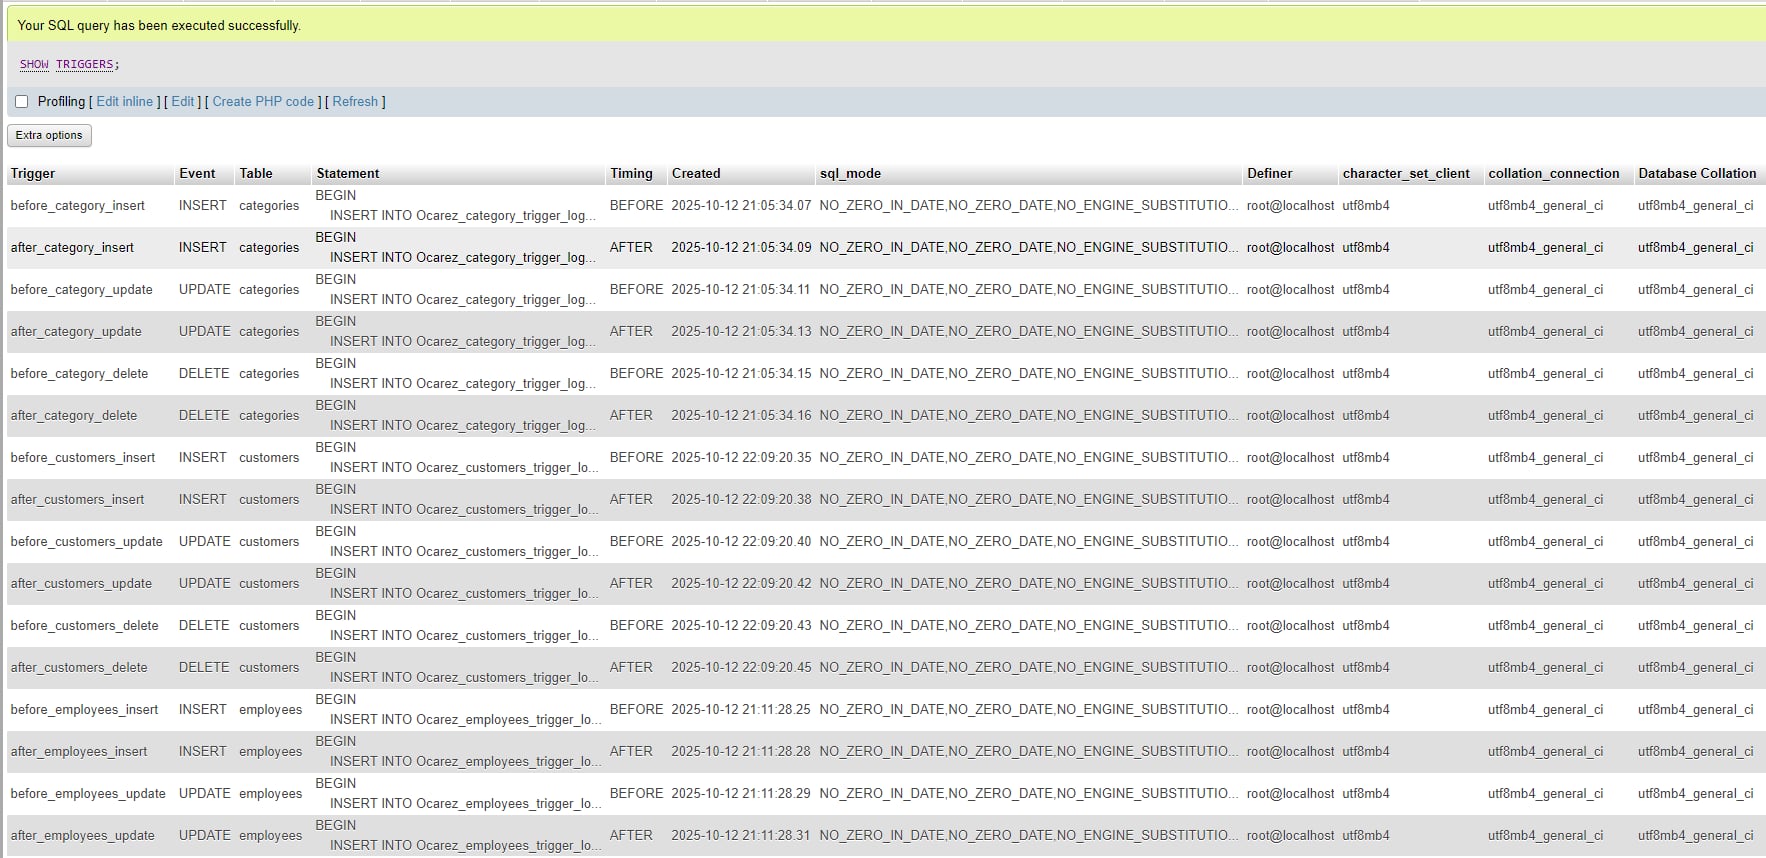 Your SQL query has been executed successfully.
SHOW TRIGGERS;
Profiling [ Edit inline ] [ Edit ] [ Create PHP code ] [ Refresh ]
Extra options
Trigger Event Table Statement Timing Created sql_mode Definer character_set_client collation_connection Database Collation
BEGIN
before_category_insert INSERT categories INSERT INTO Ocarez_category_trigger_log... BEFORE 2025-10-12 21:05:34.07 NO_ZERO_IN_DATE,NO_ZERO_DATE,NO_ENGINE_SUBSTITUTIO... root@localhost utf8mb4 utf8mb4_general_ci utf8mb4_general_ci
BEGIN
after_category_insert INSERT categories INSERT INTO Ocarez_category_trigger_log... AFTER 2025-10-12 21:05:34.09 NO_ZERO_IN_DATE,NO_ZERO_DATE,NO_ENGINE_SUBSTITUTIO... root@localhost utf8mb4 utf8mb4_general_ci utf8mb4_general_ci
BEGIN
before_category_update UPDATE categories INSERT INTO Ocarez_category_trigger_log... BEFORE 2025-10-12 21:05:34.11 NO_ZERO_IN_DATE,NO_ZERO_DATE,NO_ENGINE_SUBSTITUTIO... root@localhost utf8mb4 utf8mb4_general_ci utf8mb4_general_ci
BEGIN
after_category_update UPDATE categories INSERT INTO Ocarez_category_trigger_log... AFTER 2025-10-12 21:05:34.13 NO_ZERO_IN_DATE,NO_ZERO_DATE,NO_ENGINE_SUBSTITUTIO... root@localhost utf8mb4 utf8mb4_general_ci utf8mb4_general_ci
BEGIN
before_category_delete DELETE categories INSERT INTO Ocarez_category_trigger_log... BEFORE 2025-10-12 21:05:34.15 NO_ZERO_IN_DATE,NO_ZERO_DATE,NO_ENGINE_SUBSTITUTIO... root@localhost utf8mb4 utf8mb4_general_ci utf8mb4_general_ci
BEGIN
after_category_delete DELETE categories INSERT INTO Ocarez_category_trigger_log... AFTER 2025-10-12 21:05:34.16 NO_ZERO_IN_DATE,NO_ZERO_DATE,NO_ENGINE_SUBSTITUTIO... root@localhost utf8mb4 utf8mb4_general_ci utf8mb4_general_ci
BEGIN
before_customers_insert INSERT customers INSERT INTO Ocarez_customers_trigger_lo... BEFORE 2025-10-12 22:09:20.35 NO_ZERO_IN_DATE,NO_ZERO_DATE,NO_ENGINE_SUBSTITUTIO... root@localhost utf8mb4 utf8mb4_general_ci utf8mb4_general_ci
BEGIN
after_customers_insert INSERT customers INSERT INTO Ocarez_customers_trigger_lo... AFTER 2025-10-12 22:09:20.38 NO_ZERO_IN_DATE,NO_ZERO_DATE,NO_ENGINE_SUBSTITUTIO... root@localhost utf8mb4 utf8mb4_general_ci utf8mb4_general_ci
BEGIN
before_customers_update UPDATE customers INSERT INTO Ocarez_customers_trigger_lo... BEFORE 2025-10-12 22:09:20.40 NO_ZERO_IN_DATE,NO_ZERO_DATE,NO_ENGINE_SUBSTITUTIO... root@localhost utf8mb4 utf8mb4_general_ci utf8mb4_general_ci
BEGIN
after_customers_update UPDATE customers INSERT INTO Ocarez_customers_trigger_lo... AFTER 2025-10-12 22:09:20.42 NO_ZERO_IN_DATE,NO_ZERO_DATE,NO_ENGINE_SUBSTITUTIO... root@localhost utf8mb4 utf8mb4_general_ci utf8mb4_general_ci
BEGIN
before_customers_delete DELETE customers INSERT INTO Ocarez_customers_trigger_lo... BEFORE 2025-10-12 22:09:20.43 NO_ZERO_IN_DATE,NO_ZERO_DATE,NO_ENGINE_SUBSTITUTIO... root@localhost utf8mb4 utf8mb4_general_ci utf8mb4_general_ci
BEGIN
after_customers_delete DELETE customers INSERT INTO Ocarez_customers_trigger_lo... AFTER 2025-10-12 22:09:20.45 NO_ZERO_IN_DATE,NO_ZERO_DATE,NO_ENGINE_SUBSTITUTIO... root@localhost utf8mb4 utf8mb4_general_ci utf8mb4_general_ci
BEGIN
before_employees_insert INSERT employees INSERT INTO Ocarez_employees_trigger_lo... BEFORE 2025-10-12 21:11:28.25 NO_ZERO_IN_DATE,NO_ZERO_DATE,NO_ENGINE_SUBSTITUTIO... root@localhost utf8mb4 utf8mb4_general_ci utf8mb4_general_ci
BEGIN
after_employees_insert INSERT employees INSERT INTO Ocarez_employees_trigger_lo... AFTER 2025-10-12 21:11:28.28 NO_ZERO_IN_DATE,NO_ZERO_DATE,NO_ENGINE_SUBSTITUTIO... root@localhost utf8mb4 utf8mb4_general_ci utf8mb4_general_ci
BEGIN
before_employees_update UPDATE employees INSERT INTO Ocarez_employees_trigger_lo... BEFORE 2025-10-12 21:11:28.29 NO_ZERO_IN_DATE,NO_ZERO_DATE,NO_ENGINE_SUBSTITUTIO... root@localhost utf8mb4 utf8mb4_general_ci utf8mb4_general_ci
BEGIN
after_employees_update UPDATE employees INSERT INTO Ocarez_employees_trigger_lo... AFTER 2025-10-12 21:11:28.31 NO_ZERO_IN_DATE,NO_ZERO_DATE,NO_ENGINE_SUBSTITUTIO... root@localhost utf8mb4 utf8mb4_general_ci utf8mb4_general_ci